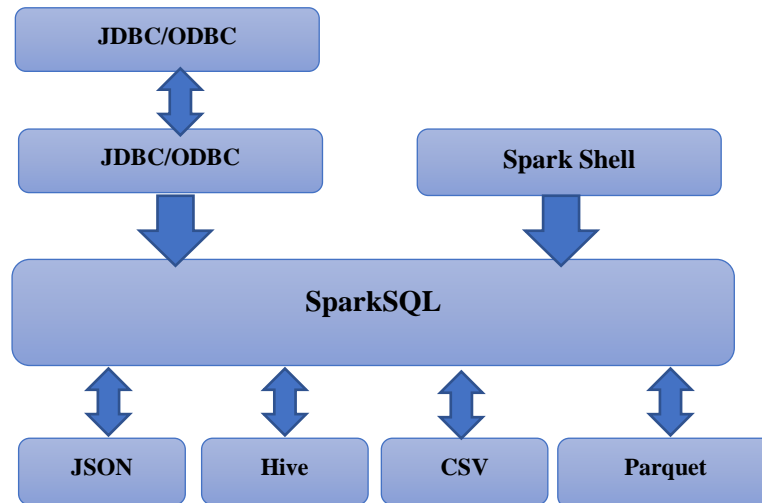 JDBC/ODBC
JDBC/ODBC
Spark Shell
SparkSQL
JSON
Hive
CSV
Parquet